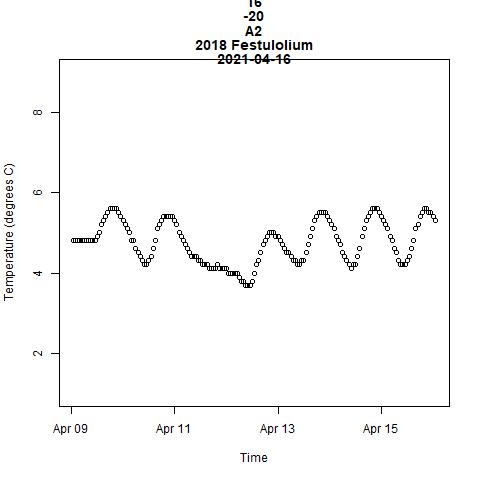 16
-20
A2
2018 Festulolium
2021-04-16
Temperature (degrees C)
8
6
4
2
Apr 09
Apr 11
Apr 13
Apr 15
Time